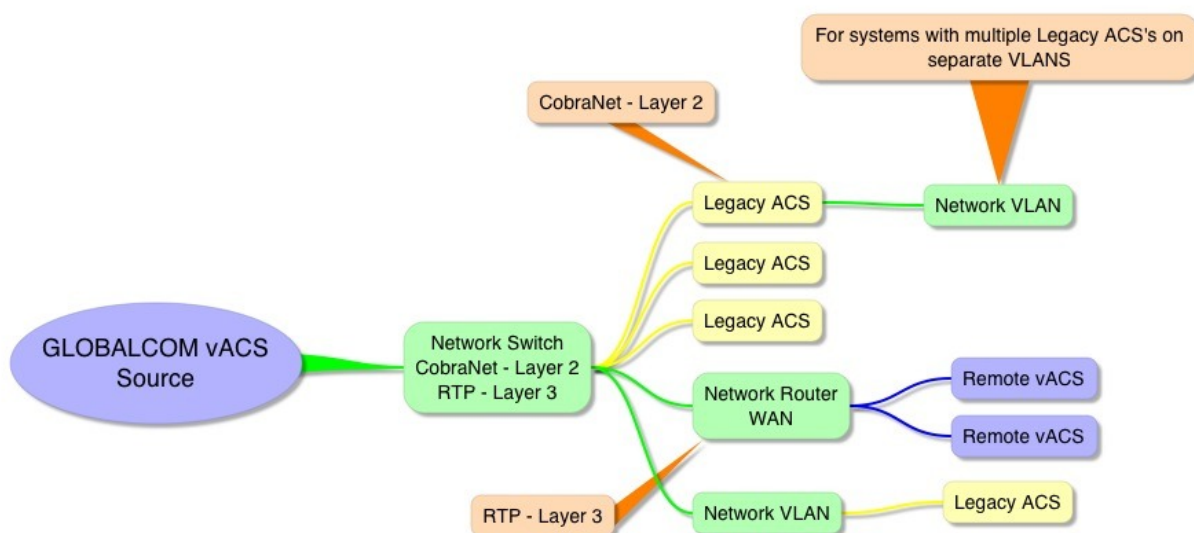 For systems with multiple Legacy ACS's on
separate VLANS
CobraNet - Layer 2
Legacy ACS
Network VLAN
Legacy ACS
Legacy ACS
GLOBALCOM vACS
Source
Network Switch
CobraNet - Layer 2
RTP - Layer 3
Network Router
WAN
Remote vACS
Remote vACS
RTP - Layer 3
Network VLAN
Legacy ACS